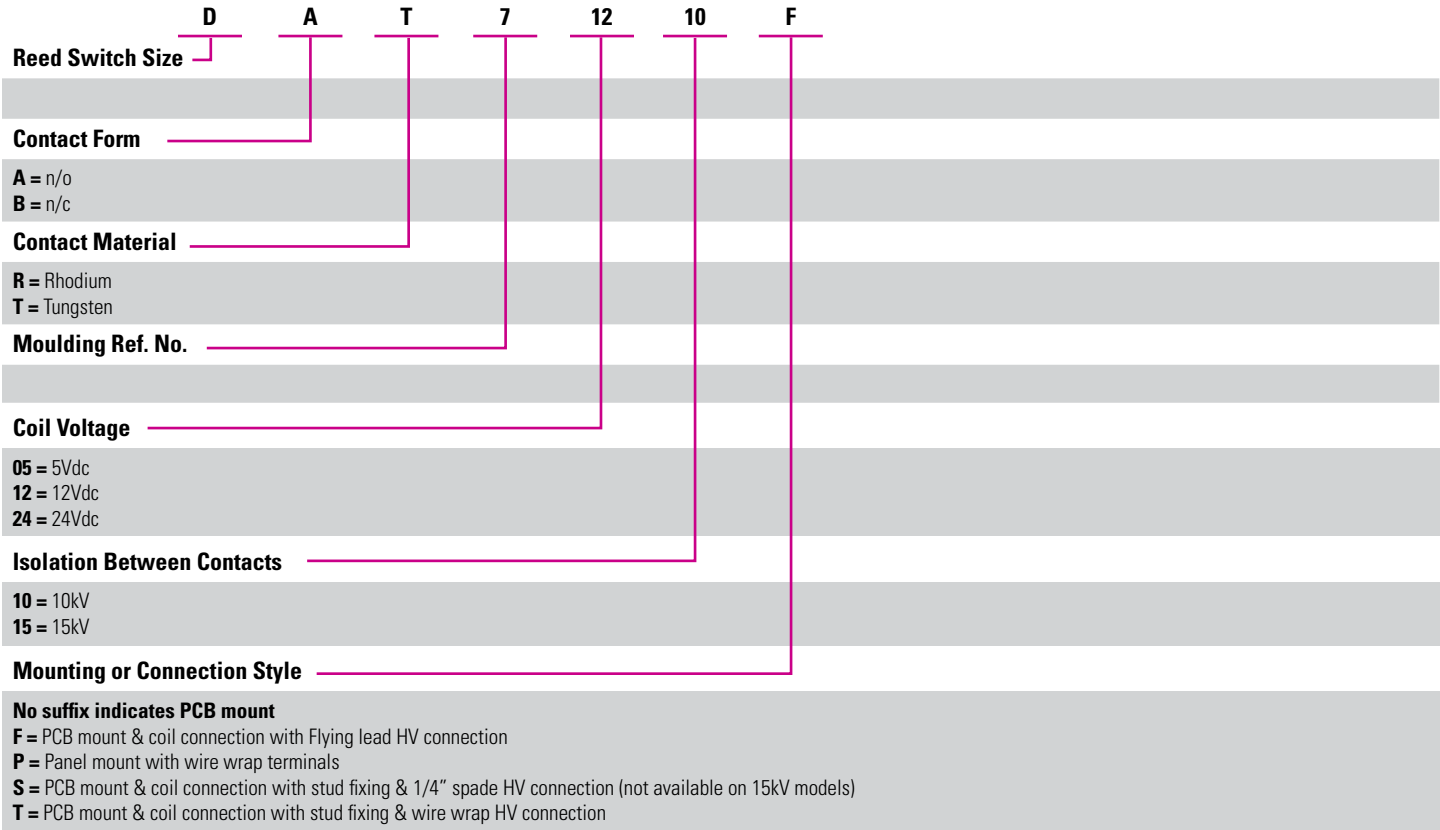 D A T 7 12 10 F
Reed Switch Size
Contact Form
A = n/o
B = n/c
Contact Material
R = Rhodium
T = Tungsten
Moulding Ref. No.
Coil Voltage
05 = 5Vdc
12 = 12Vdc
24 = 24Vdc
Isolation Between Contacts
10 = 10kV
15 = 15kV
Mounting or Connection Style
No suffix indicates PCB mount
F = PCB mount & coil connection with Flying lead HV connection
P = Panel mount with wire wrap terminals
S = PCB mount & coil connection with stud fixing & 1/4” spade HV connection (not available on 15kV models)
T = PCB mount & coil connection with stud fixing & wire wrap HV connection